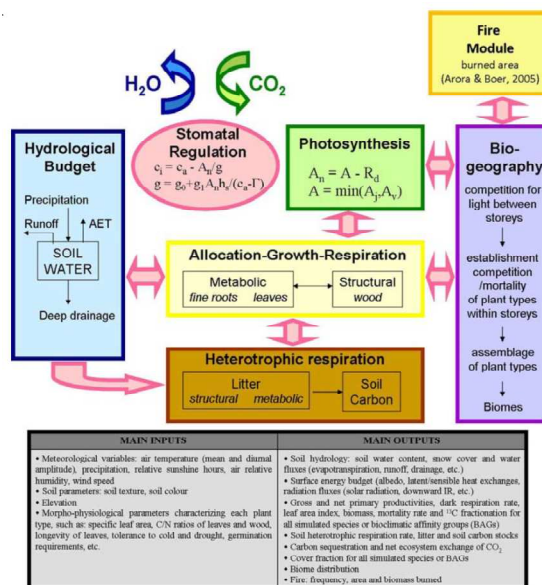 Fire
Module
burned area
(Arora & Boer, 2005)
H₂O
CO₂
Hydrological
Budget
Precipitation
Runoff
AET
SOIL
WATER
Deep drainage
Stomatal
Regulation
cᵢ = cₐ - Aₙ/g
g = g₀+g₁Aₙhₛ/(cₐ-Γ)
Photosynthesis
Aₙ = A - R_d
A = min(A_j,A_v)
Bio-
geography
competition for
light between
storeys
establishment
competition
/mortality
of plant types
within storeys
assemblage
of plant types
Biomes
Allocation-Growth-Respiration
Metabolic
fine roots leaves
Structural
wood
Heterotrophic respiration
Litter
structural metabolic
Soil
Carbon
MAIN INPUTS
• Meteorological variables: air temperature (mean and diurnal
amplitude), precipitation, relative sunshine hours, air relative
humidity, wind speed
• Soil parameters: soil texture, soil colour
• Elevation
• Morpho-physiological parameters characterizing each plant
type, such as: specific leaf area, C/N ratios of leaves and wood,
longevity of leaves, tolerance to cold and drought, germination
requirements, etc.
MAIN OUTPUTS
• Soil hydrology: soil water content, snow cover and water
fluxes (evapotranspiration, runoff, drainage, etc.)
• Surface energy budget (albedo, latent/sensible heat exchanges,
radiation fluxes (solar radiation, downward IR, etc.)
• Gross and net primary productivities, dark respiration rate,
leaf area index, biomass, mortality rate and ¹³C fractionation for
all simulated species or bioclimatic affinity groups (BAGs)
• Soil heterotrophic respiration rate, litter and soil carbon stocks
• Carbon sequestration and net ecosystem exchange of CO₂
• Cover fraction for all simulated species or BAGs
• Biome distribution
• Fire: frequency, area and biomass burned